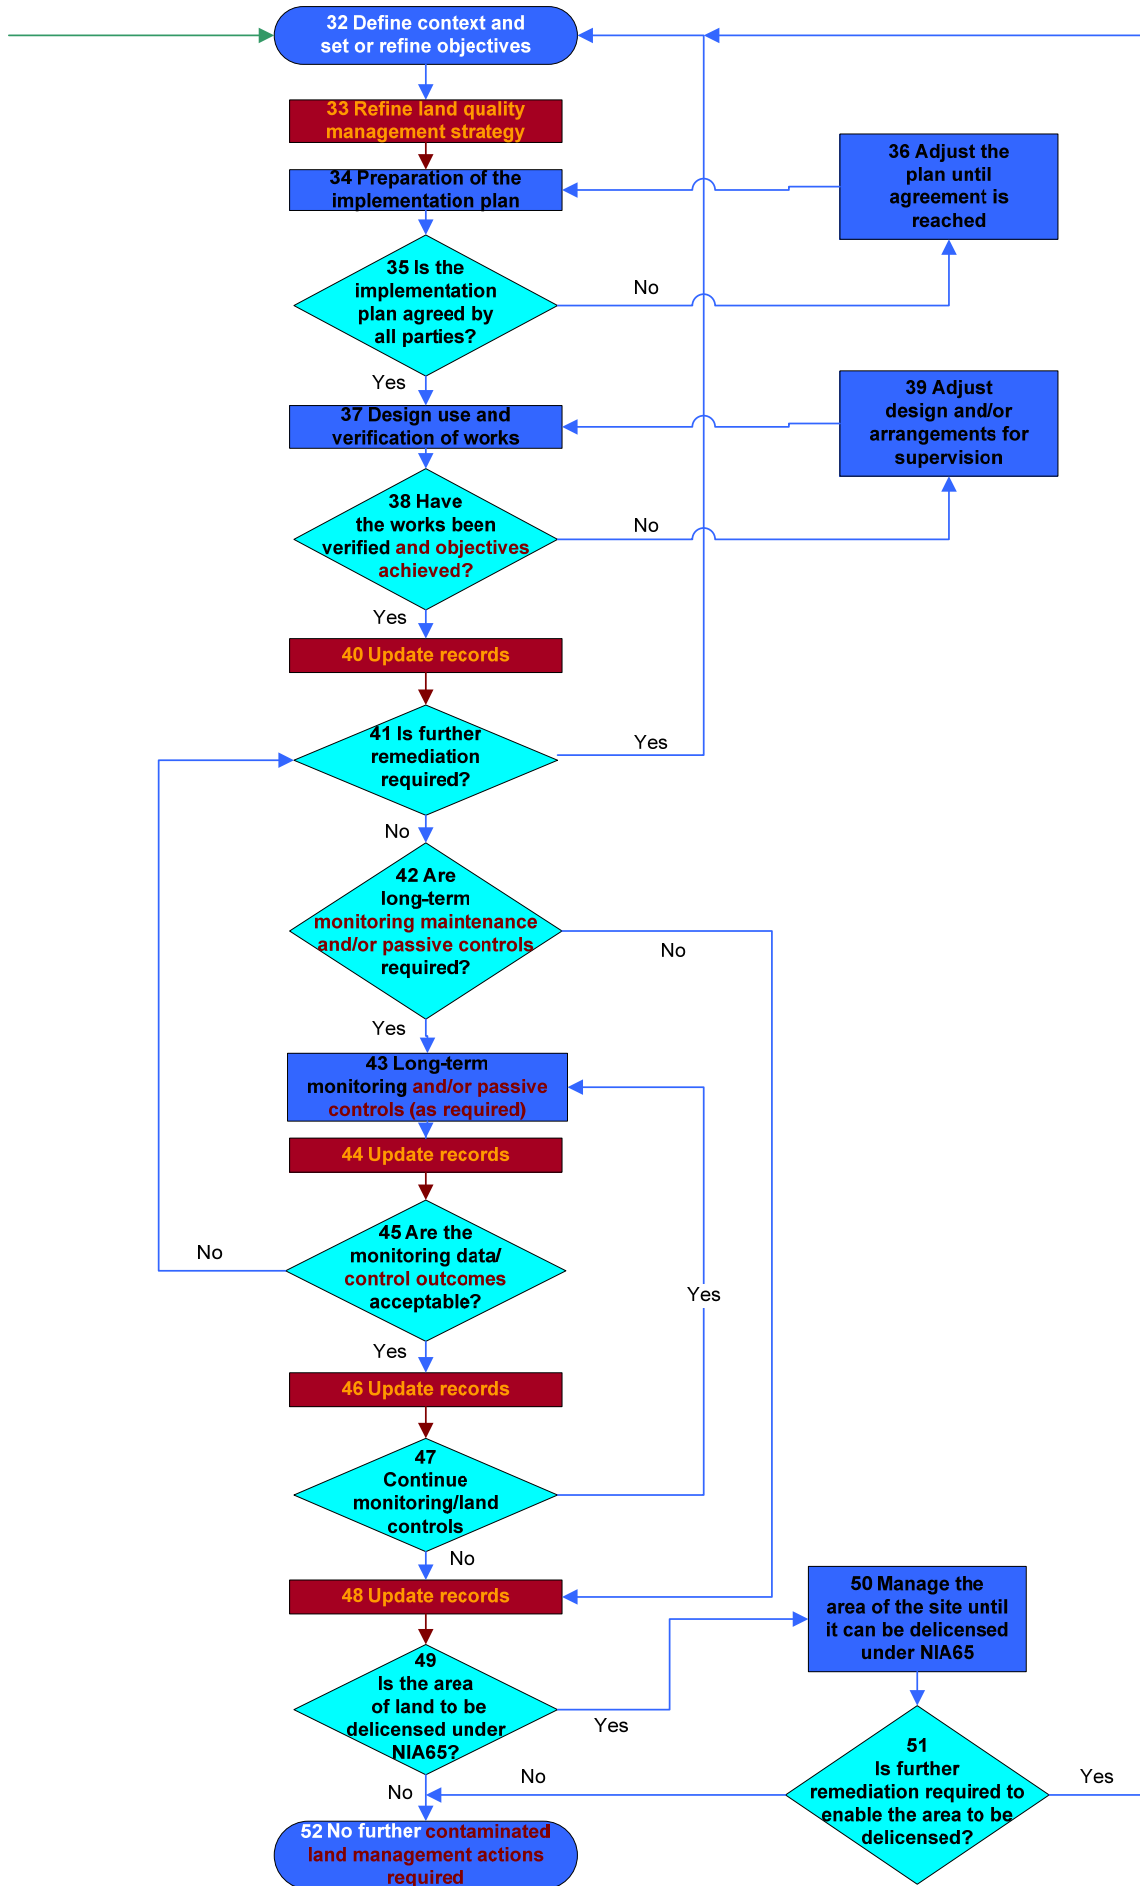 32 Define context and
set or refine objectives
33 Refine land quality
management strategy
34 Preparation of the
implementation plan
36 Adjust the
plan until
agreement is
reached
35 Is the
implementation
plan agreed by
all parties?
No
Yes
37 Design use and
verification of works
39 Adjust
design and/or
arrangements for
supervision
38 Have
the works been
verified and objectives
achieved?
No
Yes
40 Update records
41 Is further
remediation
required?
Yes
No
42 Are
long-term
monitoring maintenance
and/or passive controls
required?
No
Yes
43 Long-term
monitoring and/or passive
controls (as required)
44 Update records
45 Are the
monitoring data/
control outcomes
acceptable?
No
Yes
Yes
46 Update records
47
Continue
monitoring/land
controls
No
48 Update records
50 Manage the
area of the site until
it can be delicensed
under NIA65
49
Is the area
of land to be
delicensed under
NIA65?
Yes
No
No
51
Is further
remediation required to
enable the area to be
delicensed?
Yes
52 No further contaminated
land management actions
required